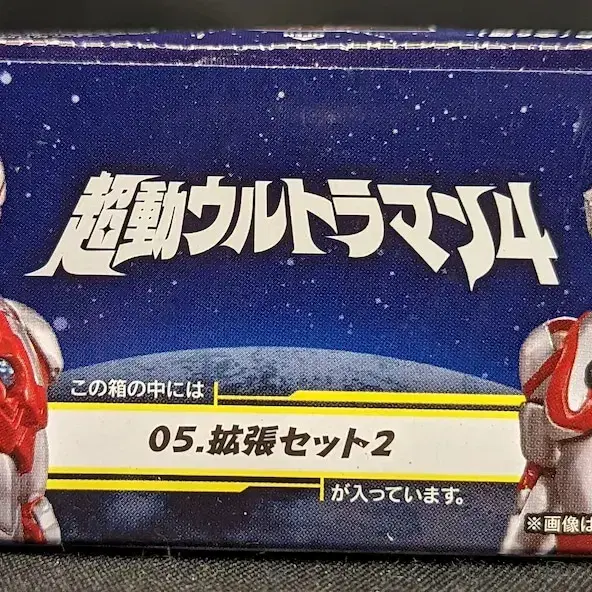 超動ウルトラマン4
この箱の中には
05.拡張セット2
が入っています。
※画像は